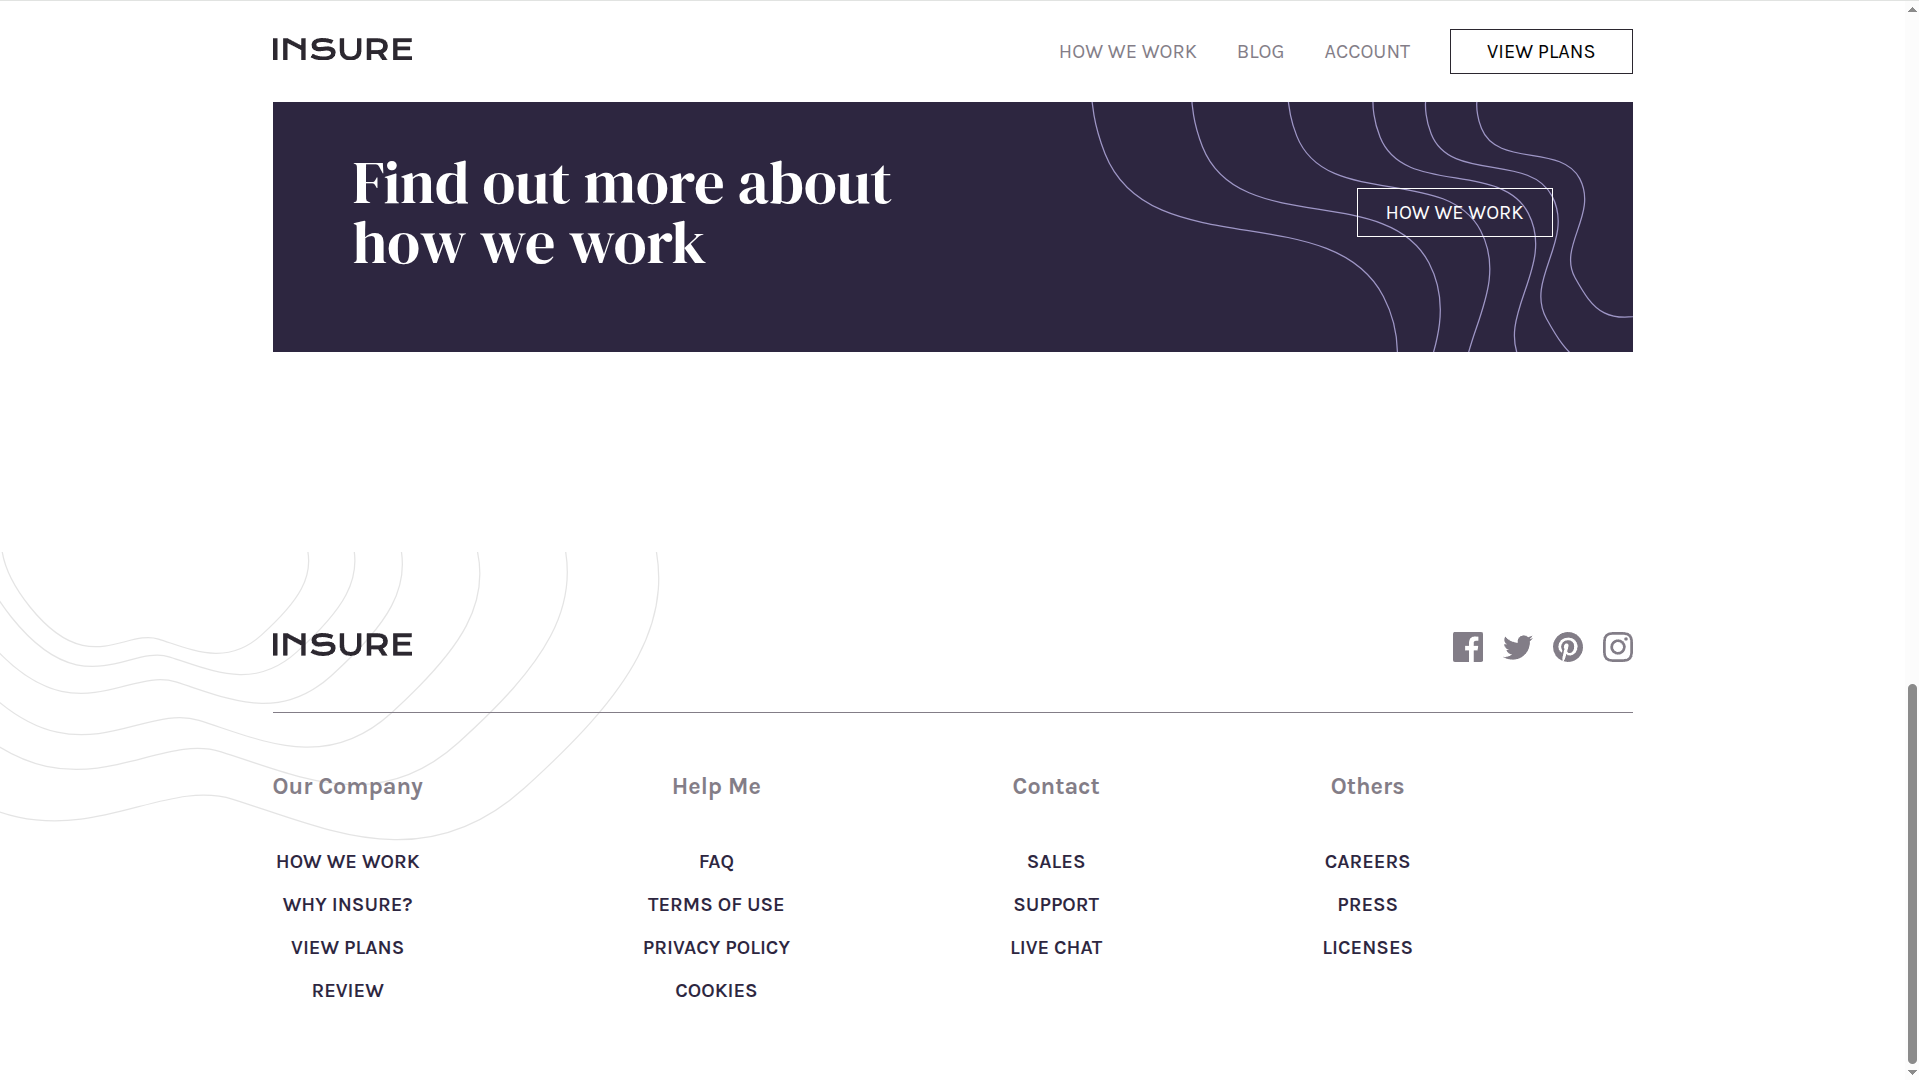 INSURE
HOW WE WORK BLOG ACCOUNT VIEW PLANS
Find out more about
how we work
HOW WE WORK
INSURE
Our Company
HOW WE WORK
WHY INSURE?
VIEW PLANS
REVIEW
Help Me
FAQ
TERMS OF USE
PRIVACY POLICY
COOKIES
Contact
SALES
SUPPORT
LIVE CHAT
Others
CAREERS
PRESS
LICENSES